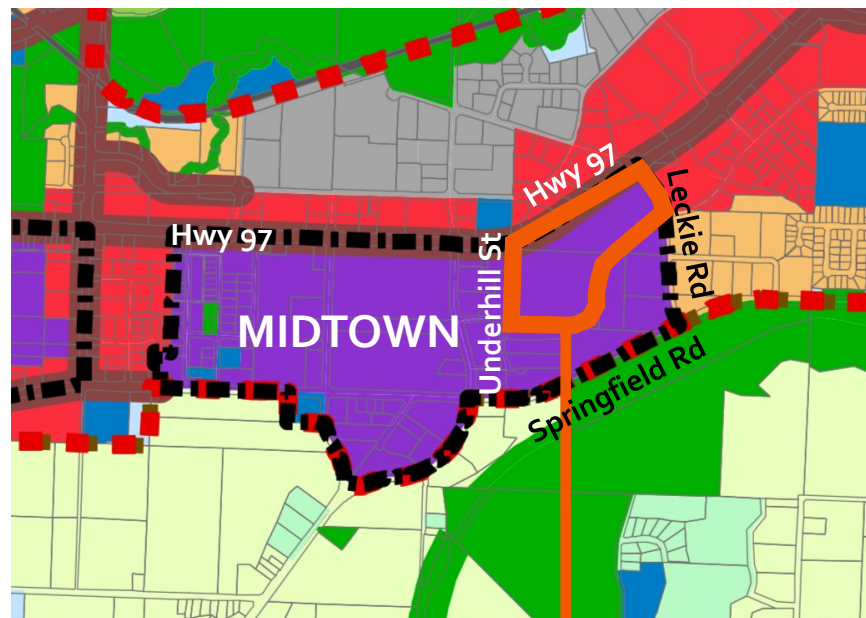 Hwy 97
Leckie Rd
Hwy 97
Underhill St
MIDTOWN
Springfield Rd